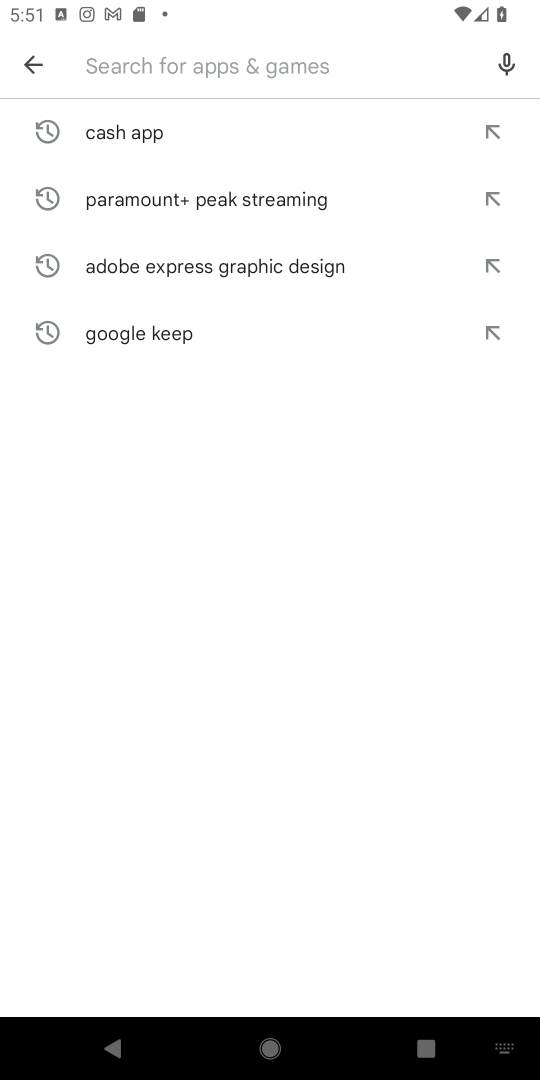 5:51
Search for apps & games
cash app
paramount+ peak streaming
adobe express graphic design
google keep